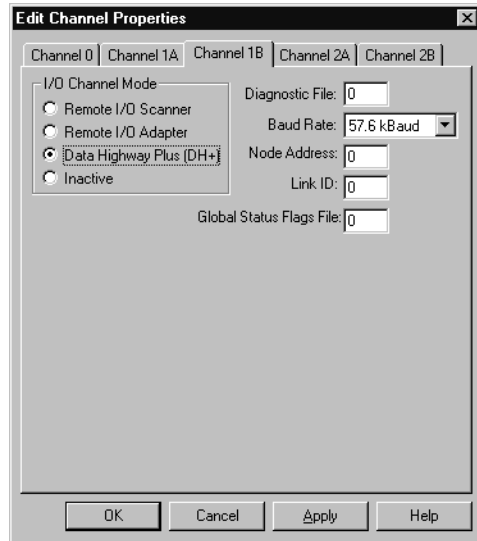 Edit Channel Properties
Channel 0 Channel 1A Channel 1B Channel 2A Channel 2B
I/O Channel Mode
Remote I/O Scanner
Remote I/O Adapter
Data Highway Plus (DH+)
Inactive
Diagnostic File: 0
Baud Rate: 57.6 kBaud
Node Address: 0
Link ID: 0
Global Status Flags File: 0
OK Cancel Apply Help